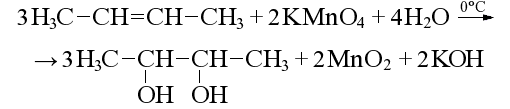 3H₃C−CH=CH−CH₃ + 2KMnO₄ + 4H₂O 0°C→
→ 3H₃C−CH−CH−CH₃ + 2MnO₂ + 2KOH
OH OH